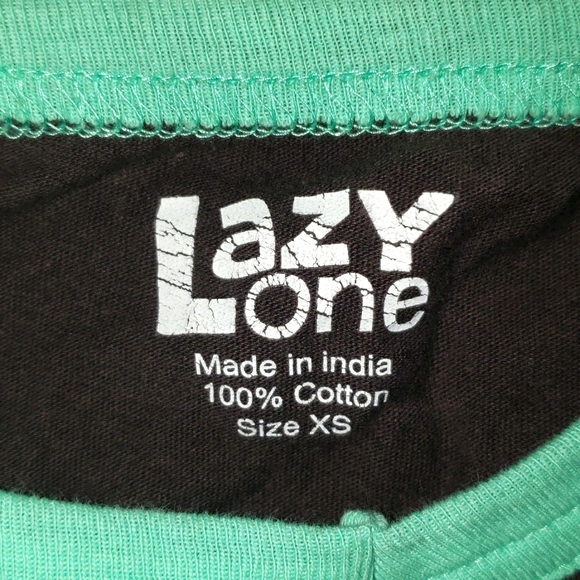 Lazy
One
Made in india
100% Cotton
Size XS